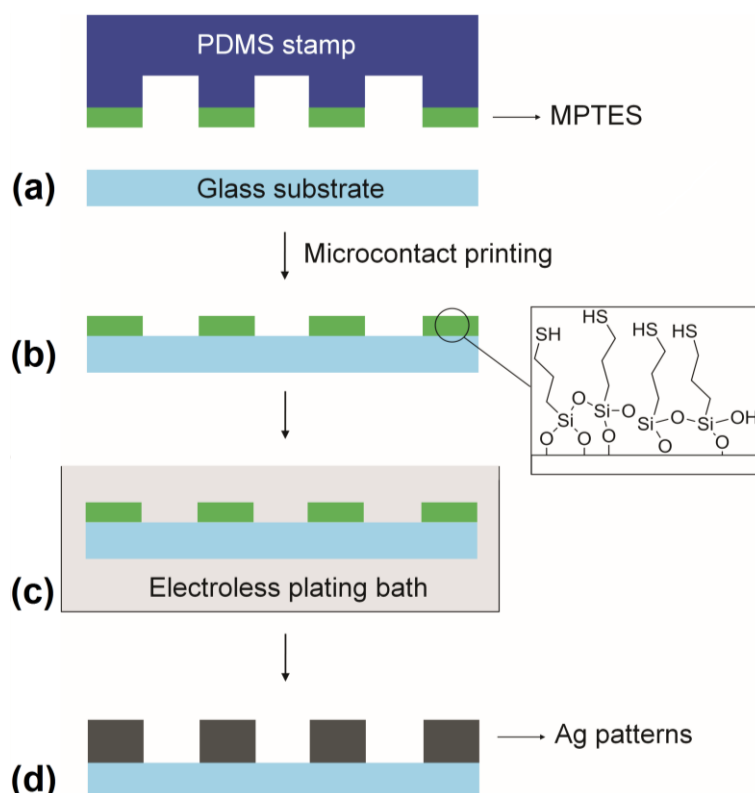 PDMS stamp
MPTES
(a)
Glass substrate
Microcontact printing
(b)
SH
HS
HS
HS
O
O
O
Si
Si
Si
Si
OH
O
O
O
O
O
(c)
Electroless plating bath
Ag patterns
(d)